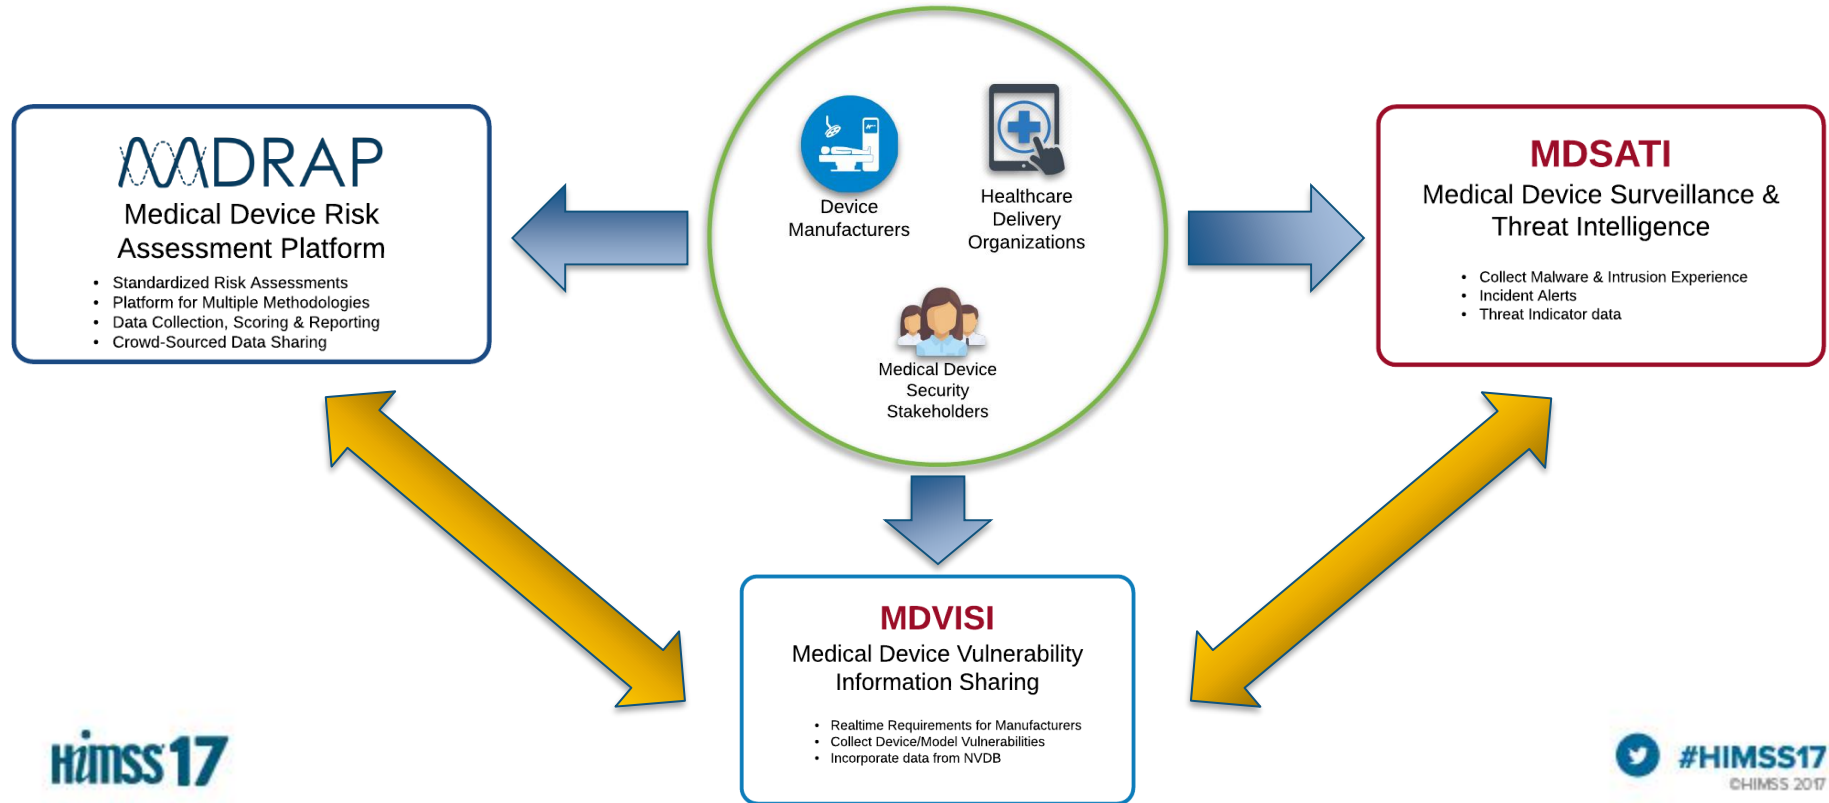 MDRAP
Medical Device Risk
Assessment Platform
• Standardized Risk Assessments
• Platform for Multiple Methodologies
• Data Collection, Scoring & Reporting
• Crowd-Sourced Data Sharing
Device
Manufacturers
Healthcare
Delivery
Organizations
Medical Device
Security
Stakeholders
MDSATI
Medical Device Surveillance &
Threat Intelligence
• Collect Malware & Intrusion Experience
• Incident Alerts
• Threat Indicator data
MDVISI
Medical Device Vulnerability
Information Sharing
• Realtime Requirements for Manufacturers
• Collect Device/Model Vulnerabilities
• Incorporate data from NVDB
HIMSS17
#HIMSS17
©HIMSS 2017